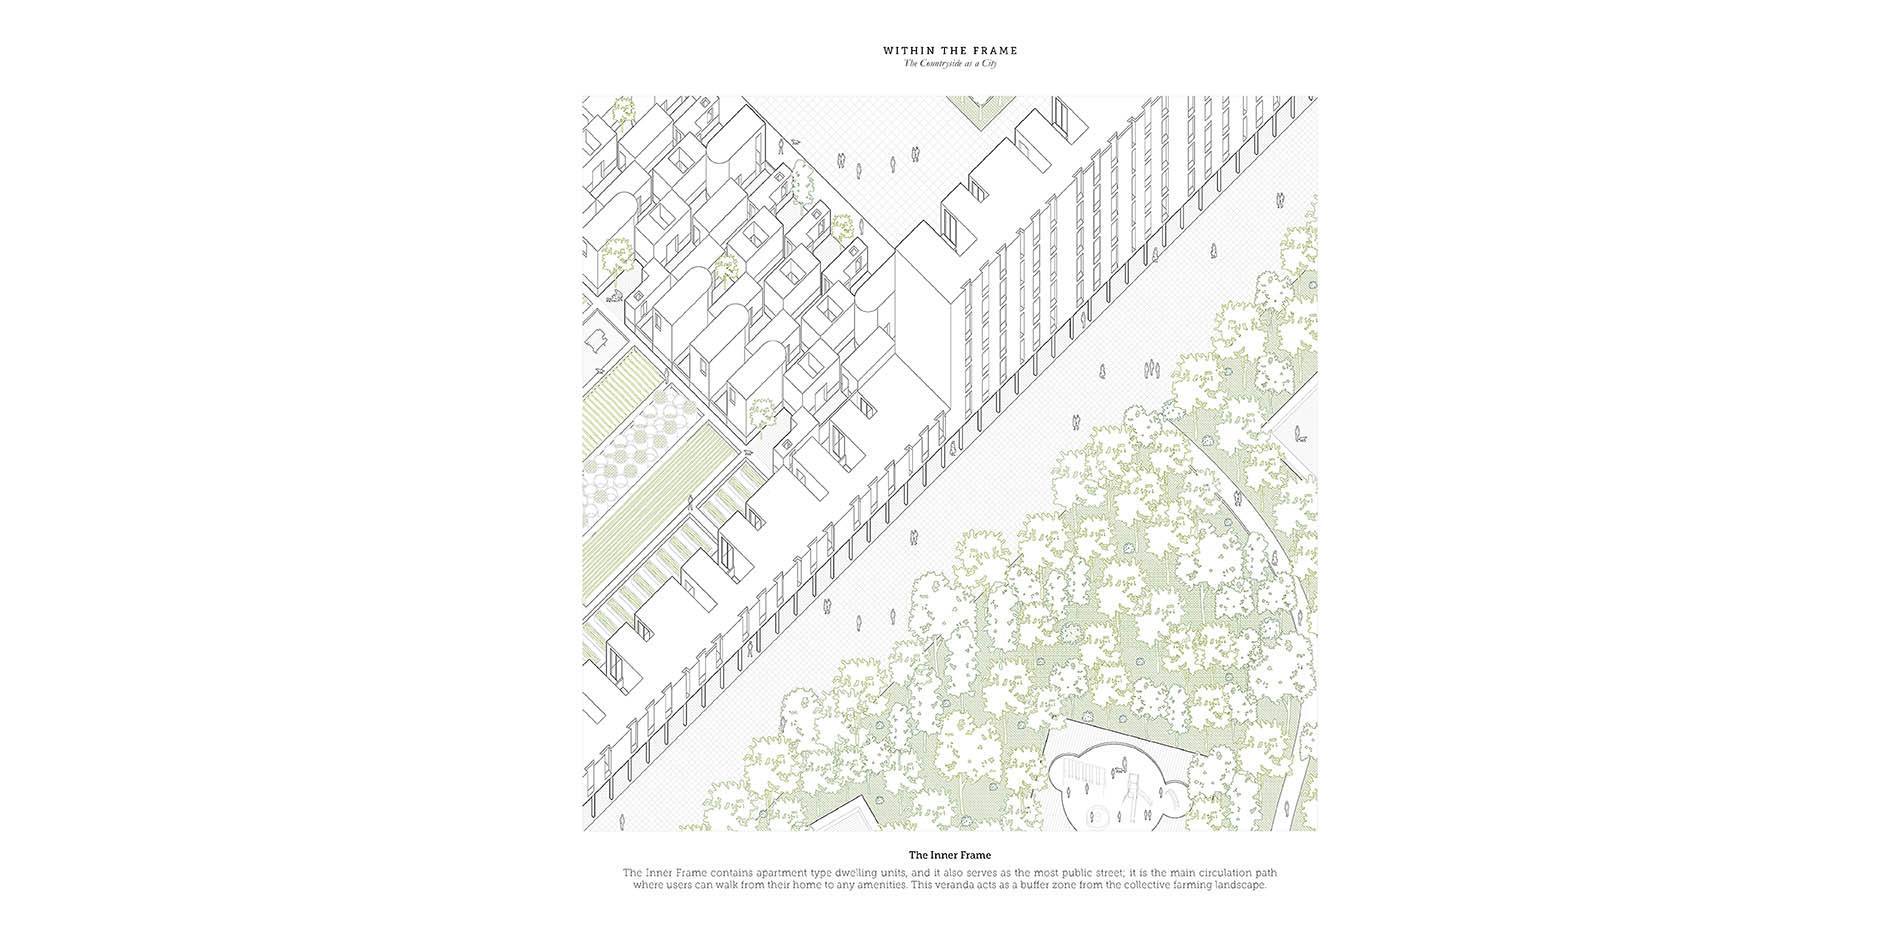 WITHIN THE FRAME
The Countryside as a City
The Inner Frame
The Inner Frame contains apartment type dwelling units, and it also serves as the most public street; it is the main circulation path
where users can walk from their home to any amenities. This veranda acts as a buffer zone from the collective farming landscape.